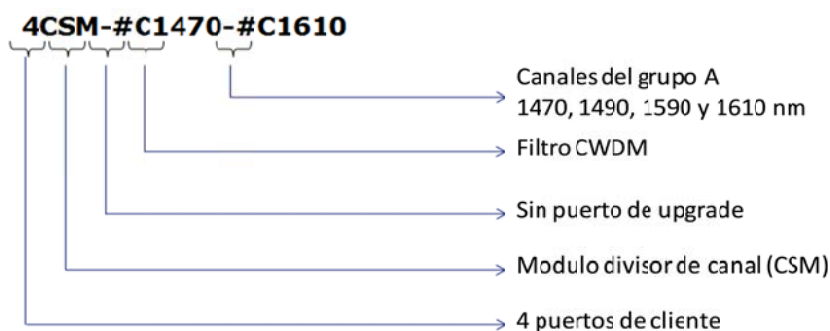 4CSM-#C1470-#C1610
Canales del grupo A
1470, 1490, 1590 y 1610 nm
Filtro CWDM
Sin puerto de upgrade
Modulo divisor de canal (CSM)
4 puertos de cliente